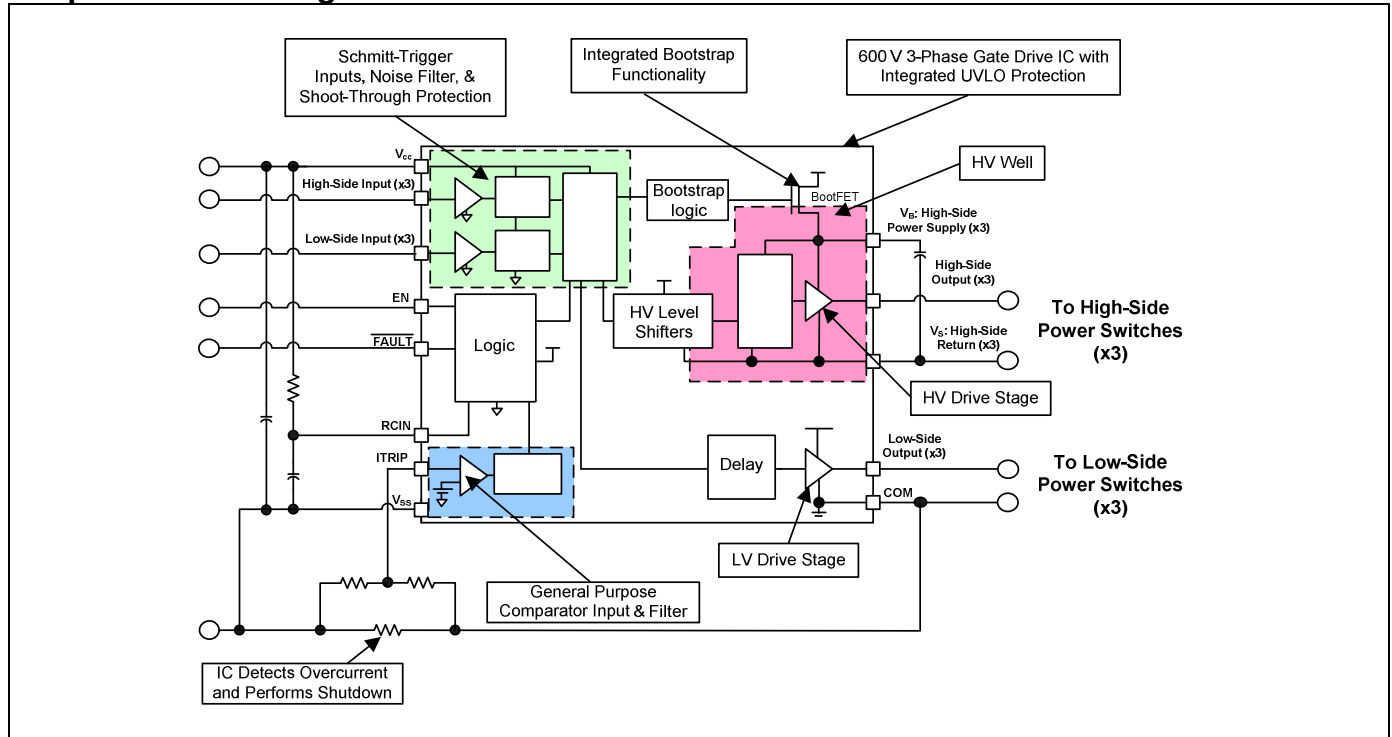 Schmitt-Trigger
Inputs, Noise Filter, &
Shoot-Through Protection
Integrated Bootstrap
Functionality
600 V 3-Phase Gate Drive IC with
Integrated UVLO Protection
HV Well
Vcc
High-Side Input (x3)
Low-Side Input (x3)
EN
FAULT
RCIN
ITRIP
VSS
Bootstrap
logic
BootFET
HV Level
Shifters
Logic
Delay
VB: High-Side
Power Supply (x3)
High-Side
Output (x3)
VS: High-Side
Return (x3)
To High-Side
Power Switches
(x3)
HV Drive Stage
Low-Side
Output (x3)
COM
To Low-Side
Power Switches
(x3)
LV Drive Stage
General Purpose
Comparator Input & Filter
IC Detects Overcurrent
and Performs Shutdown